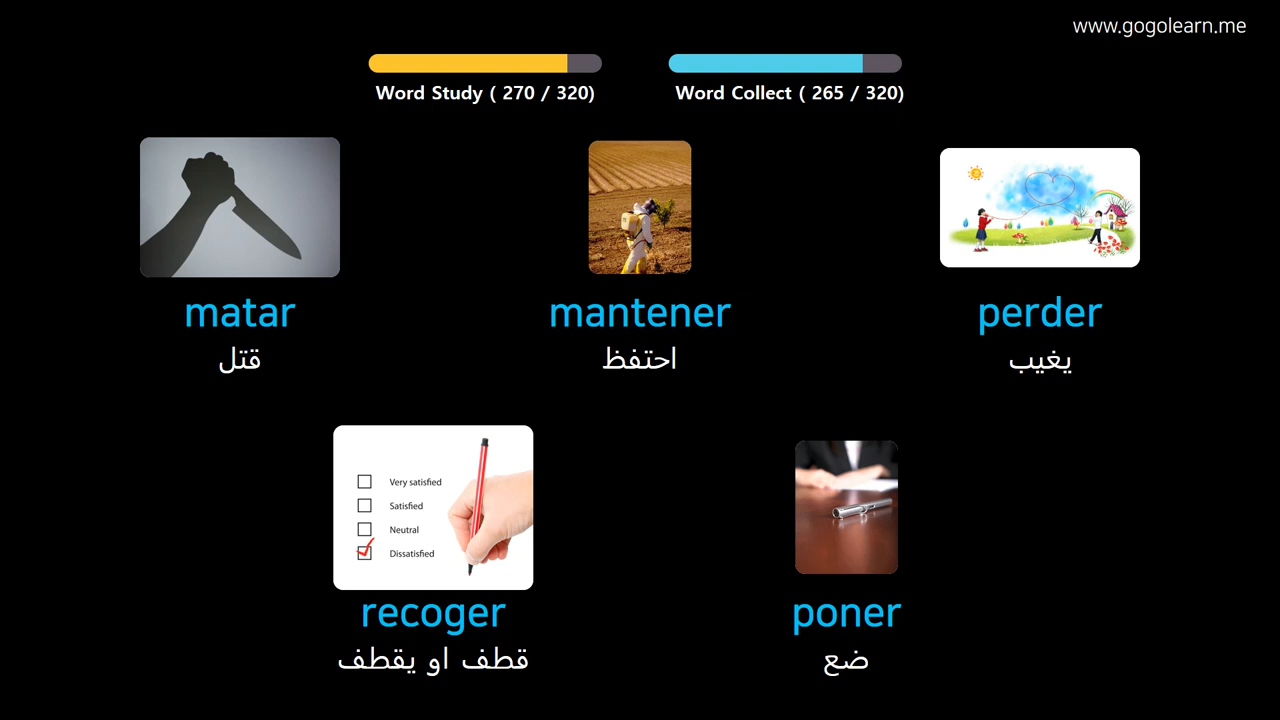 www.gogolearn.me
Word Study ( 270 / 320)
Word Collect ( 265 / 320)
matar
قتل
mantener
احتفظ
perder
يغيب
Very satisfied
Satisfied
Neutral
Dissatisfied
recoger
قطف او يقطف
poner
ضع